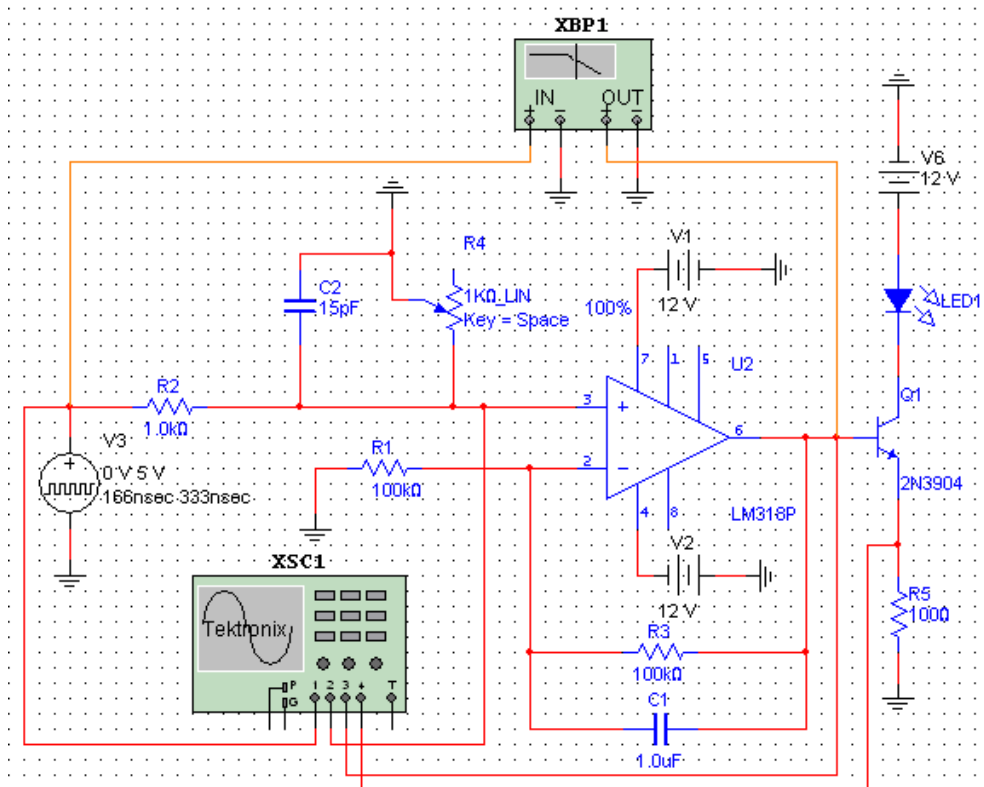 XBP1
IN OUT
+ − + −
V6
12 V
R4
1KΩ_LIN
Key = Space
100%
C2
15pF
V1
12 V
LED1
7 1 5
U2
R2
1.0kΩ
3
+
6
Q1
2N3904
V3
+
0 V 5 V
166nsec 333nsec
R1
100kΩ
2
−
4 8
LM318P
V2
12 V
XSC1
Tektronix
P
G
1 2 3 4 T
R5
100Ω
R3
100kΩ
C1
1.0uF